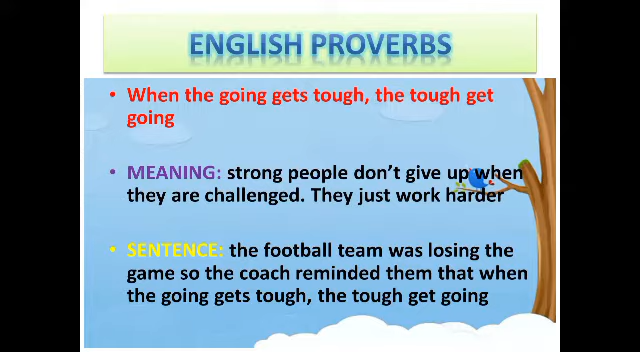 ENGLISH PROVERBS
• When the going gets tough, the tough get
going
• MEANING: strong people don't give up when
they are challenged. They just work harder
• SENTENCE: the football team was losing the
game so the coach reminded them that when
the going gets tough, the tough get going